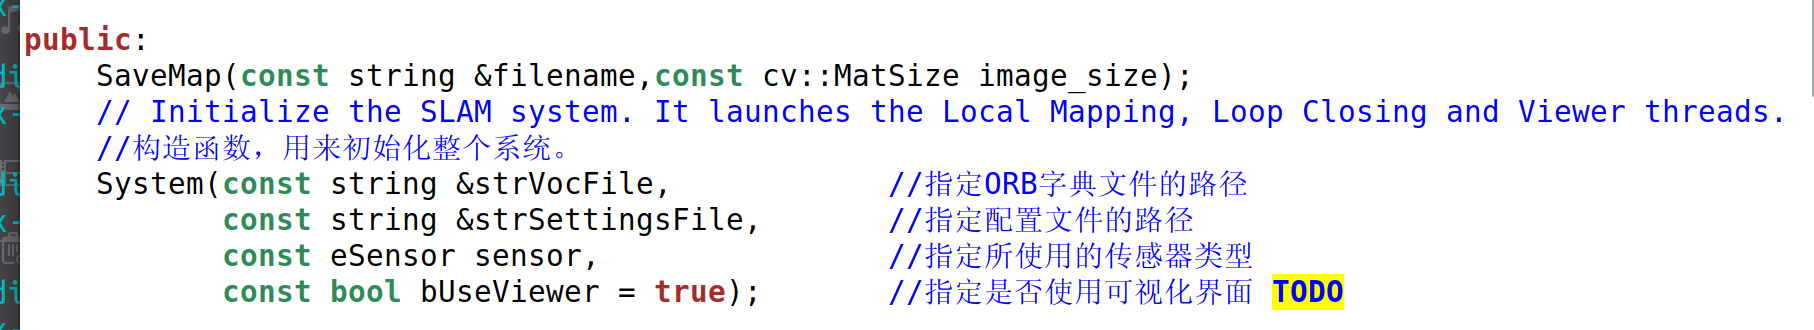 public:
SaveMap(const string &filename,const cv::MatSize image_size);
// Initialize the SLAM system. It launches the Local Mapping, Loop Closing and Viewer threads.
//构造函数，用来初始化整个系统。
System(const string &strVocFile, //指定ORB字典文件的路径
const string &strSettingsFile, //指定配置文件的路径
const eSensor sensor, //指定所使用的传感器类型
const bool bUseViewer = true); //指定是否使用可视化界面 TODO